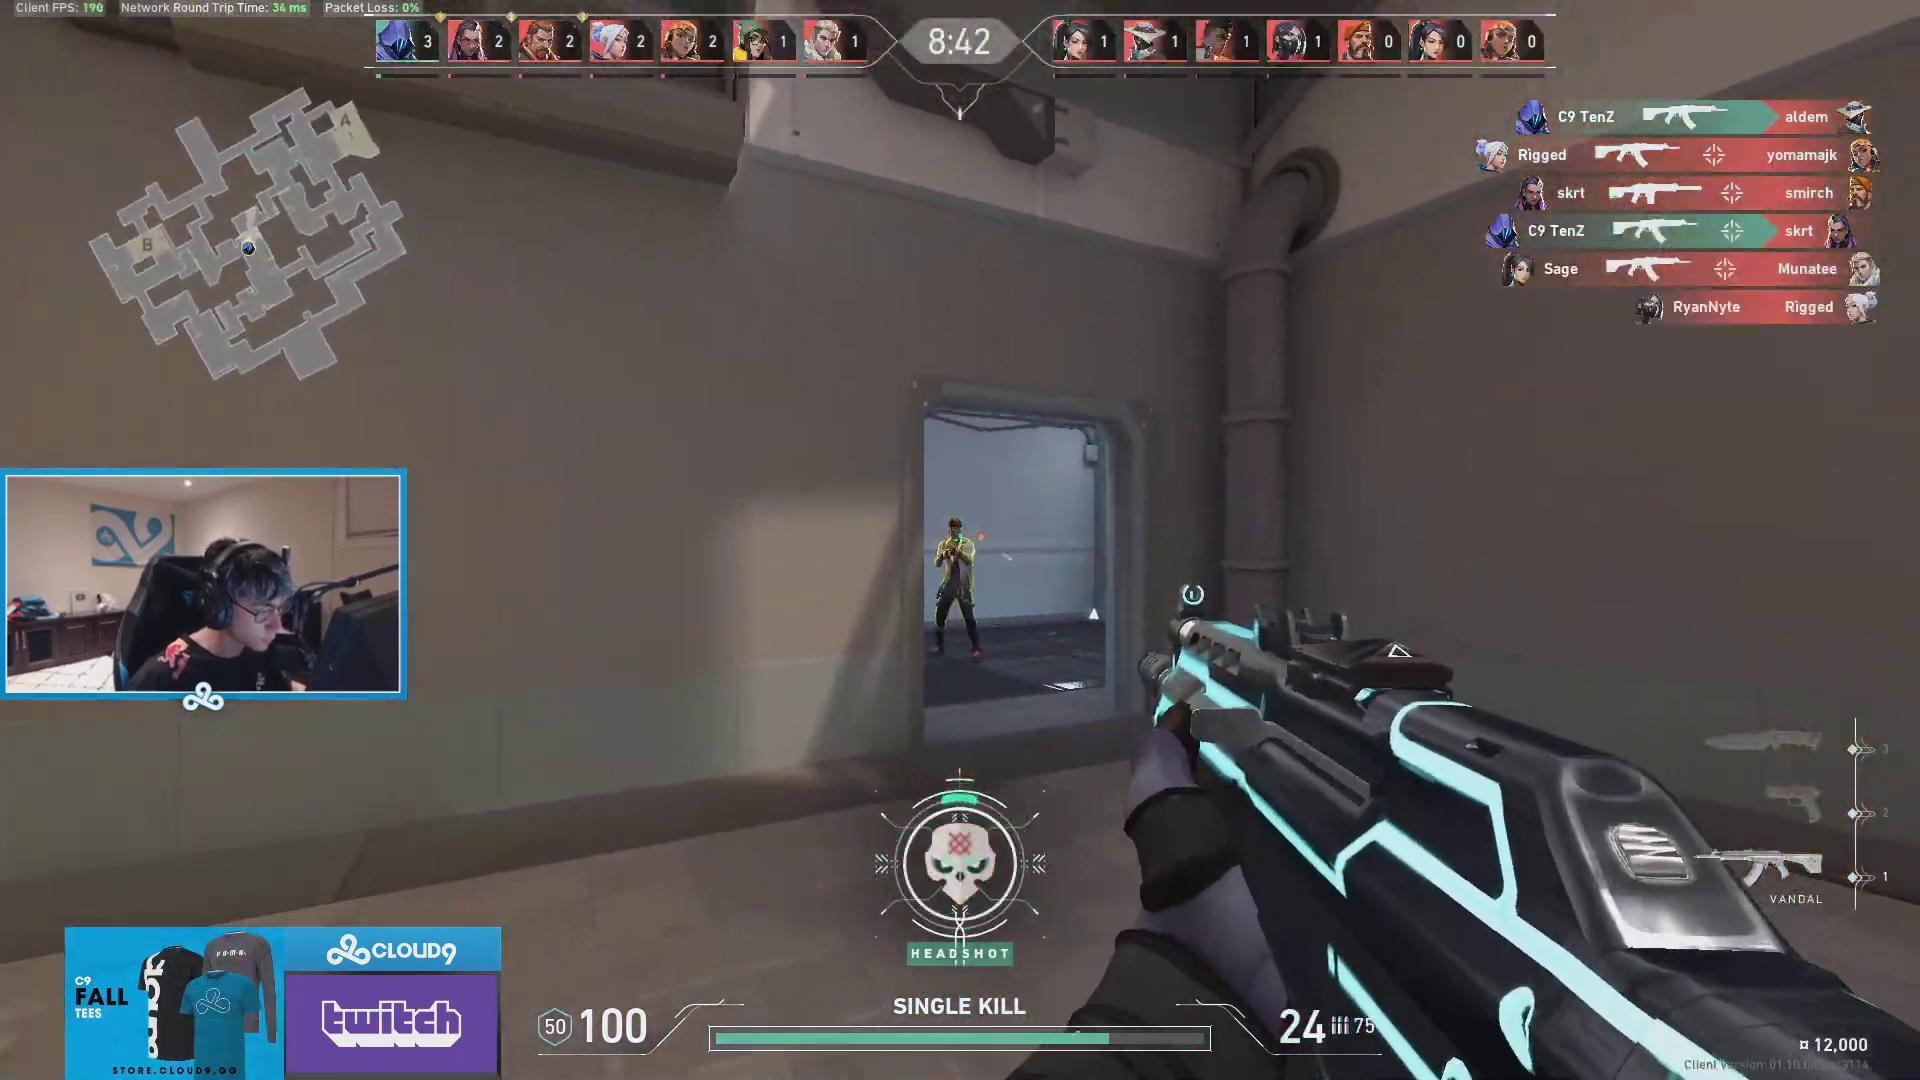 Client FPS: 190 Network Round Trip Time: 34 ms Packet Loss: 0%
3 2 2 2 2 1 1
8:42
1 1 1 1 0 0 0
A
B
C9 TenZ aldem
Rigged yomamajk
skrt smirch
C9 TenZ skrt
Sage Munatee
RyanNyte Rigged
3
2
1
VANDAL
HEADSHOT
SINGLE KILL
50 100
24 75
¤ 12,000
C9
FALL
TEES
STORE.CLOUD9.GG
CLOUD9
twitch